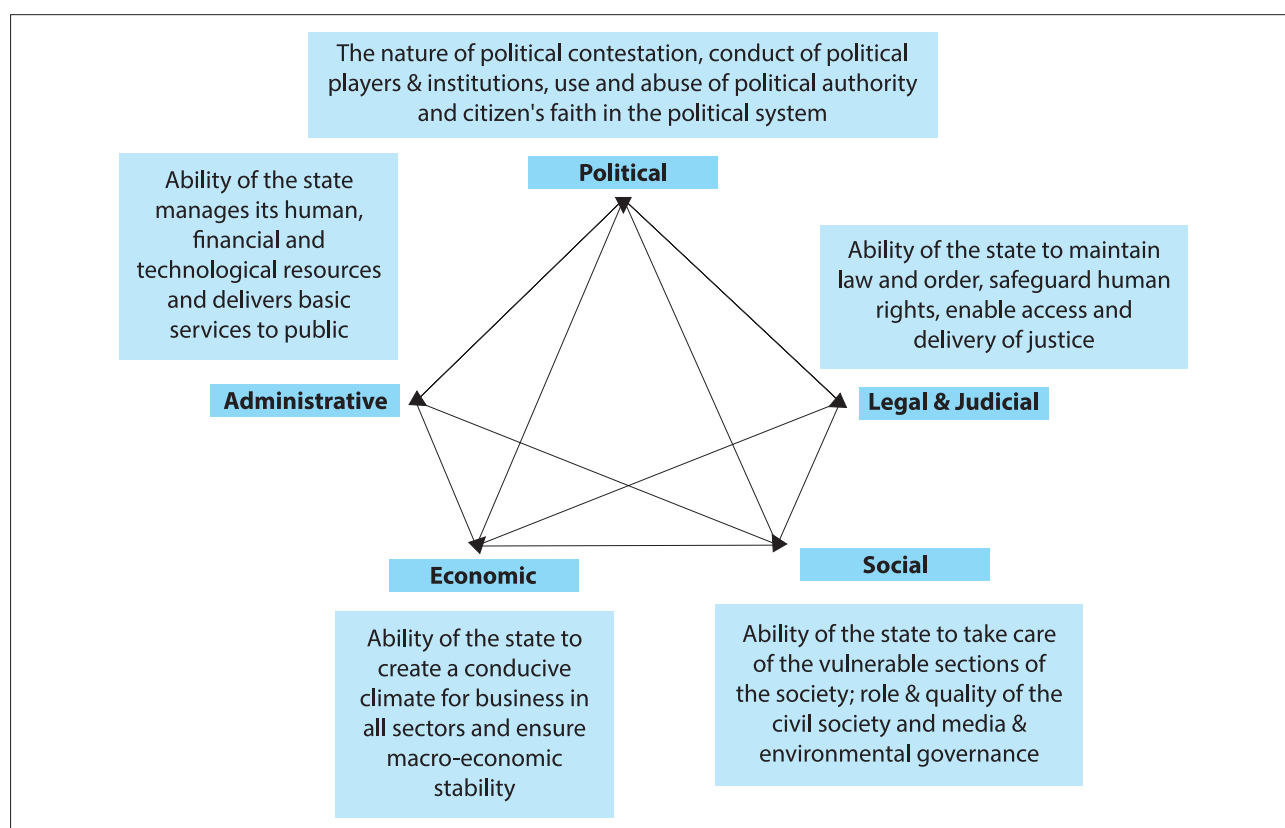 The nature of political contestation, conduct of political
players & institutions, use and abuse of political authority
and citizen's faith in the political system
Political
Ability of the state
manages its human,
financial and
technological resources
and delivers basic
services to public
Ability of the state to maintain
law and order, safeguard human
rights, enable access and
delivery of justice
Administrative
Legal & Judicial
Economic
Social
Ability of the state to
create a conducive
climate for business in
all sectors and ensure
macro-economic
stability
Ability of the state to take care
of the vulnerable sections of
the society; role & quality of the
civil society and media &
environmental governance